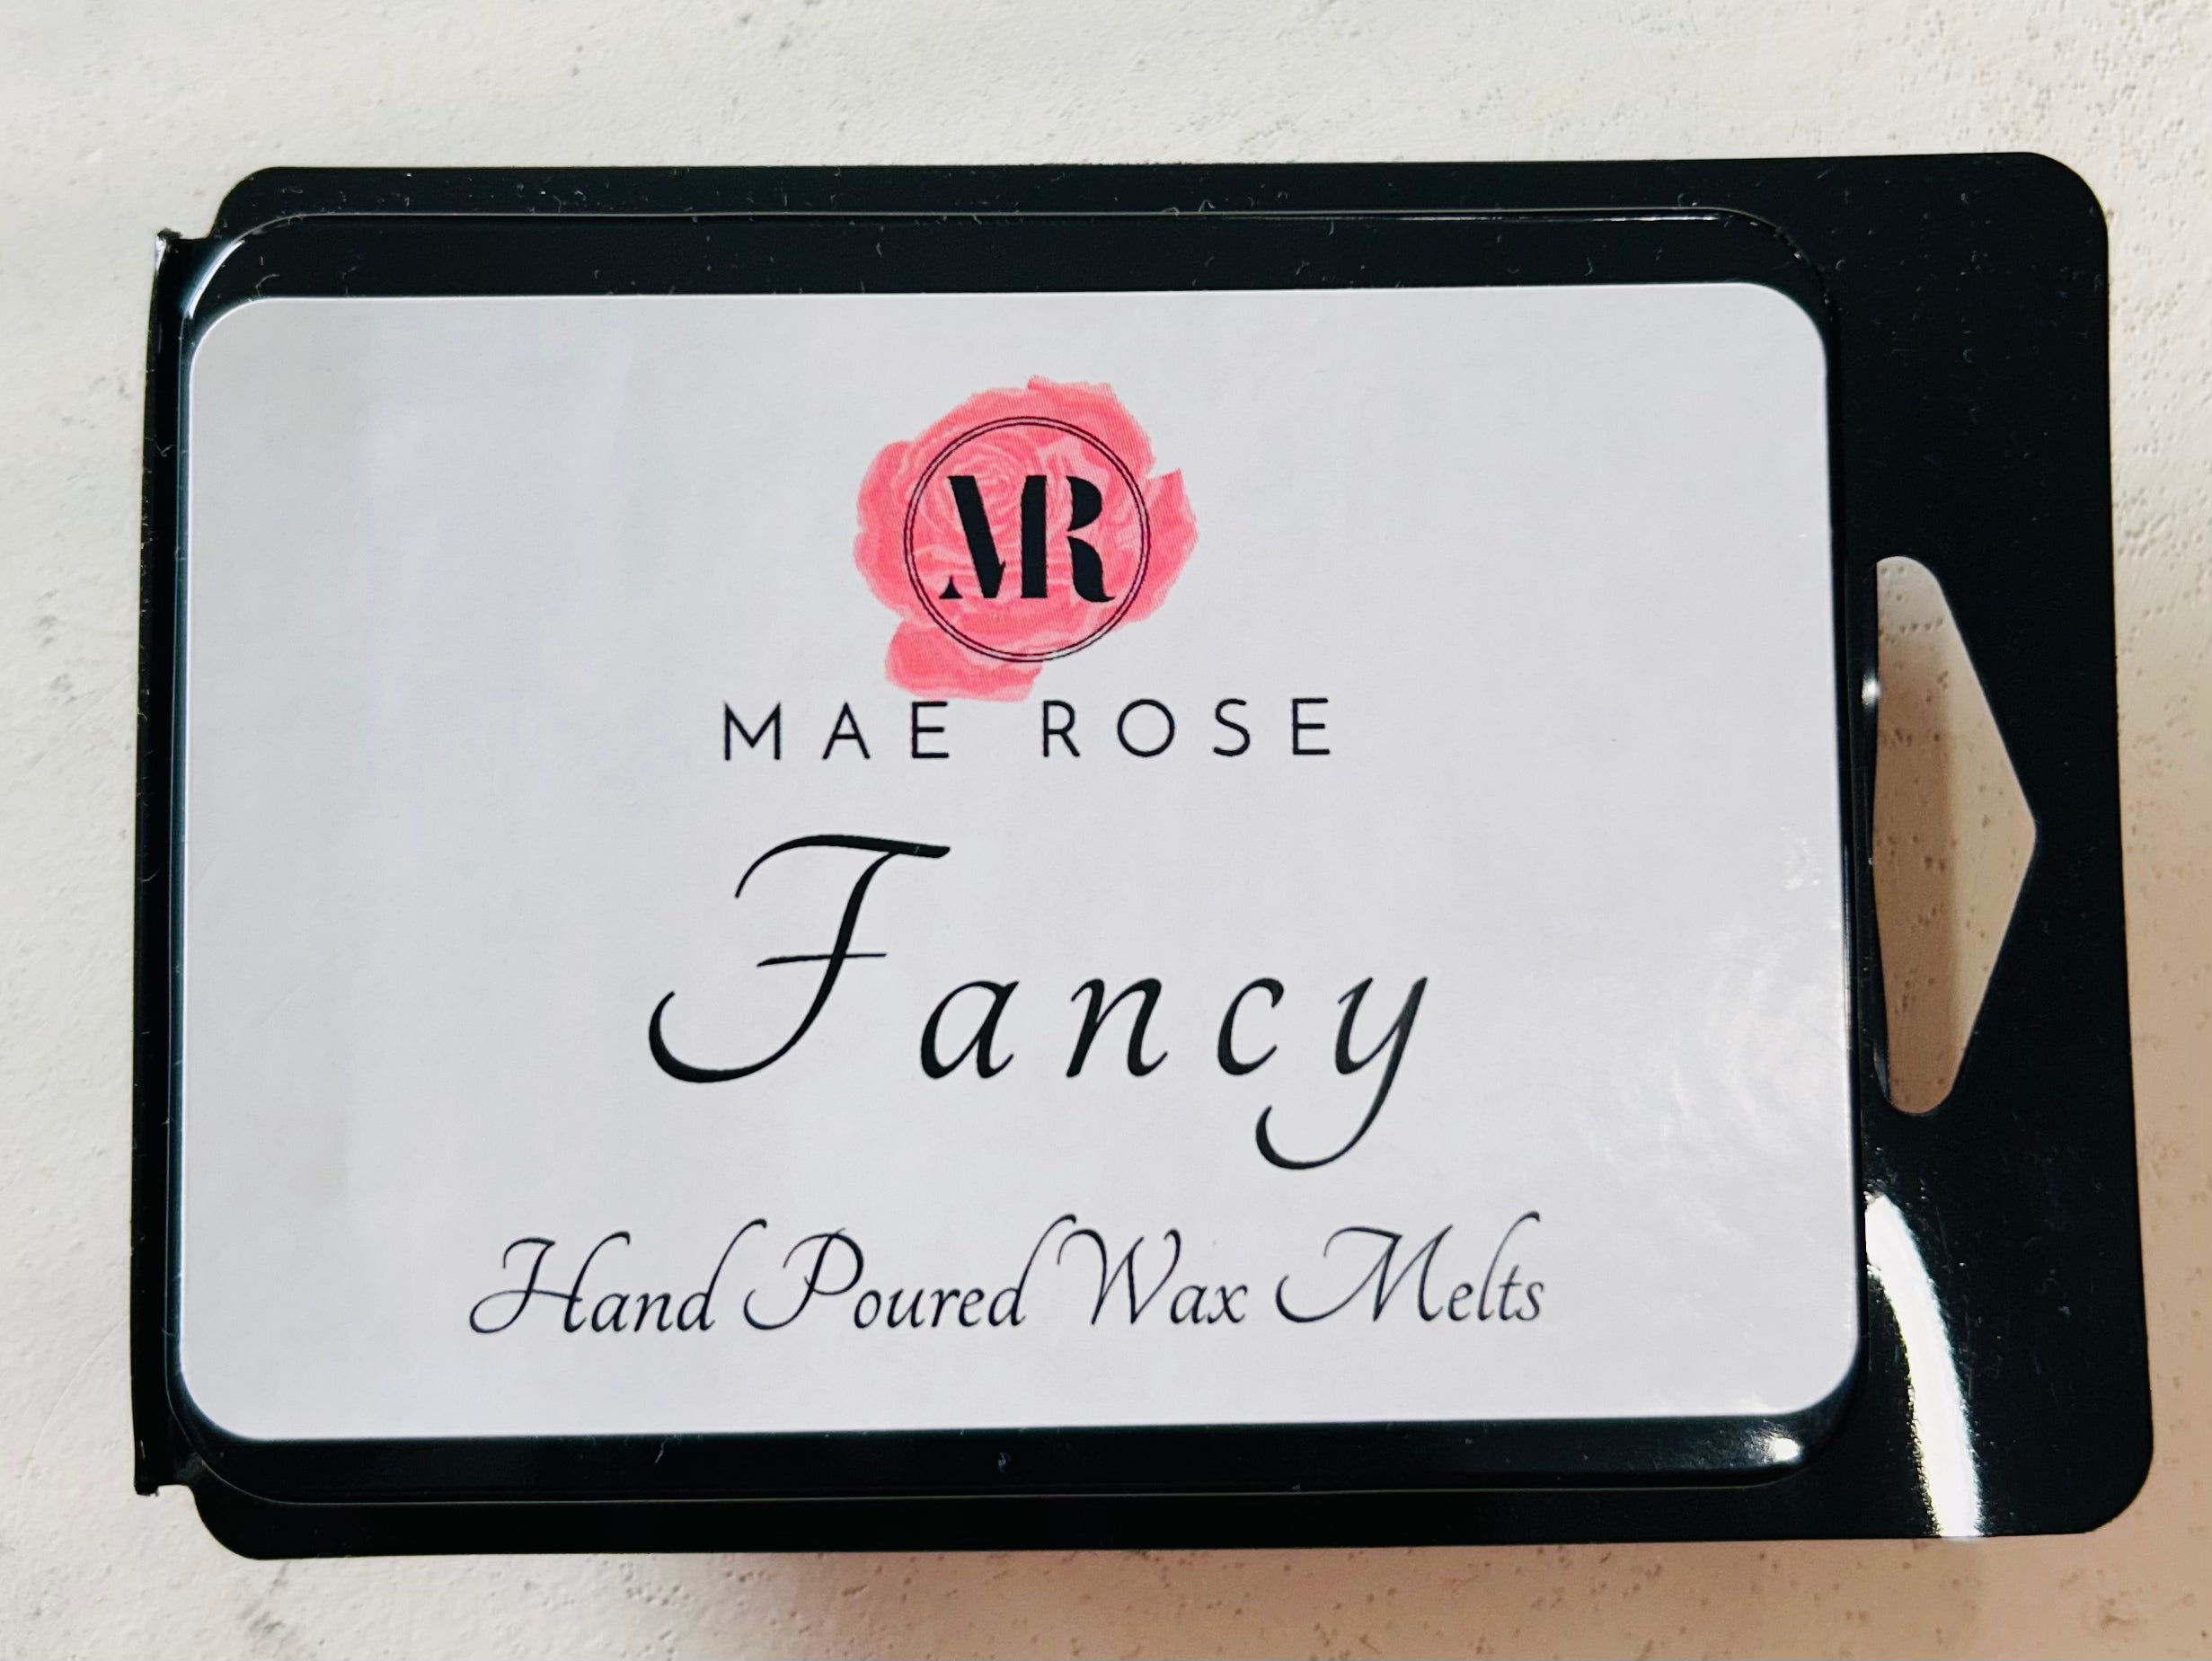 MR
MAE ROSE
Fancy
Hand Poured Wax Melts